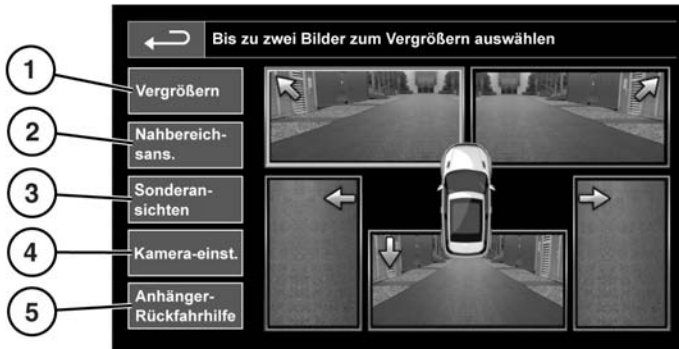 Bis zu zwei Bilder zum Vergrößern auswählen
1
Vergrößern
2
Nahbereich-
sans.
3
Sonderan-
sichten
4
Kamera-einst.
5
Anhänger-
Rückfahrhilfe